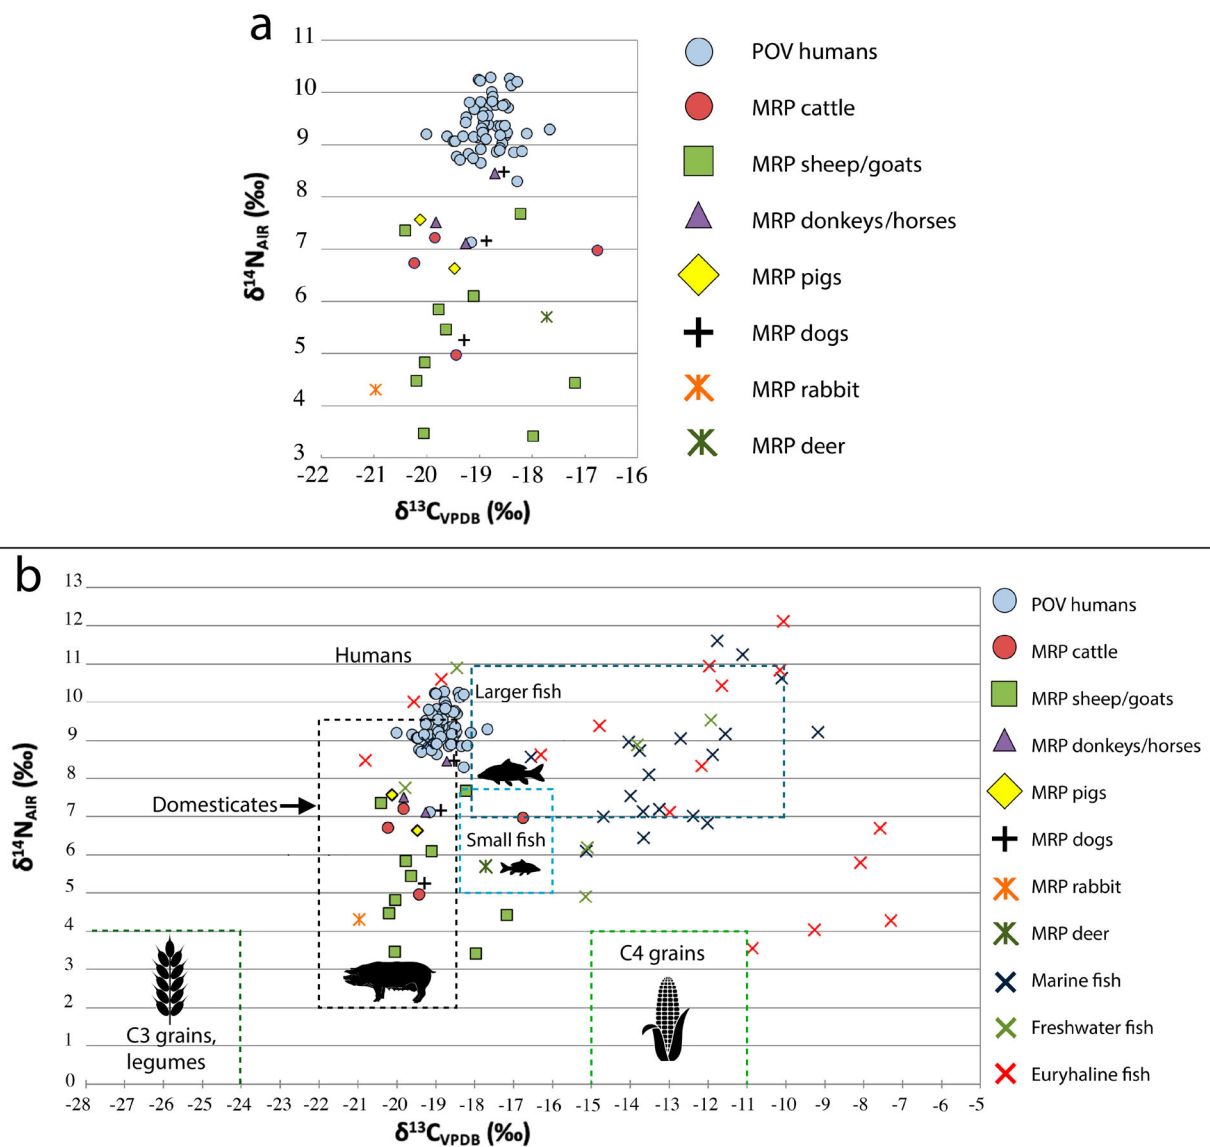 a
11
10
9
8
7
6
5
4
3
-22 -21 -20 -19 -18 -17 -16
δ¹⁴N_AIR (‰)
δ¹³C_VPDB (‰)
POV humans
MRP cattle
MRP sheep/goats
MRP donkeys/horses
MRP pigs
MRP dogs
MRP rabbit
MRP deer
b
13
12
11
10
9
8
7
6
5
4
3
2
1
0
-28 -27 -26 -25 -24 -23 -22 -21 -20 -19 -18 -17 -16 -15 -14 -13 -12 -11 -10 -9 -8 -7 -6 -5
δ¹⁴N_AIR (‰)
δ¹³C_VPDB (‰)
Humans
Larger fish
Domesticates
Small fish
C4 grains
C3 grains,
legumes
POV humans
MRP cattle
MRP sheep/goats
MRP donkeys/horses
MRP pigs
MRP dogs
MRP rabbit
MRP deer
Marine fish
Freshwater fish
Euryhaline fish